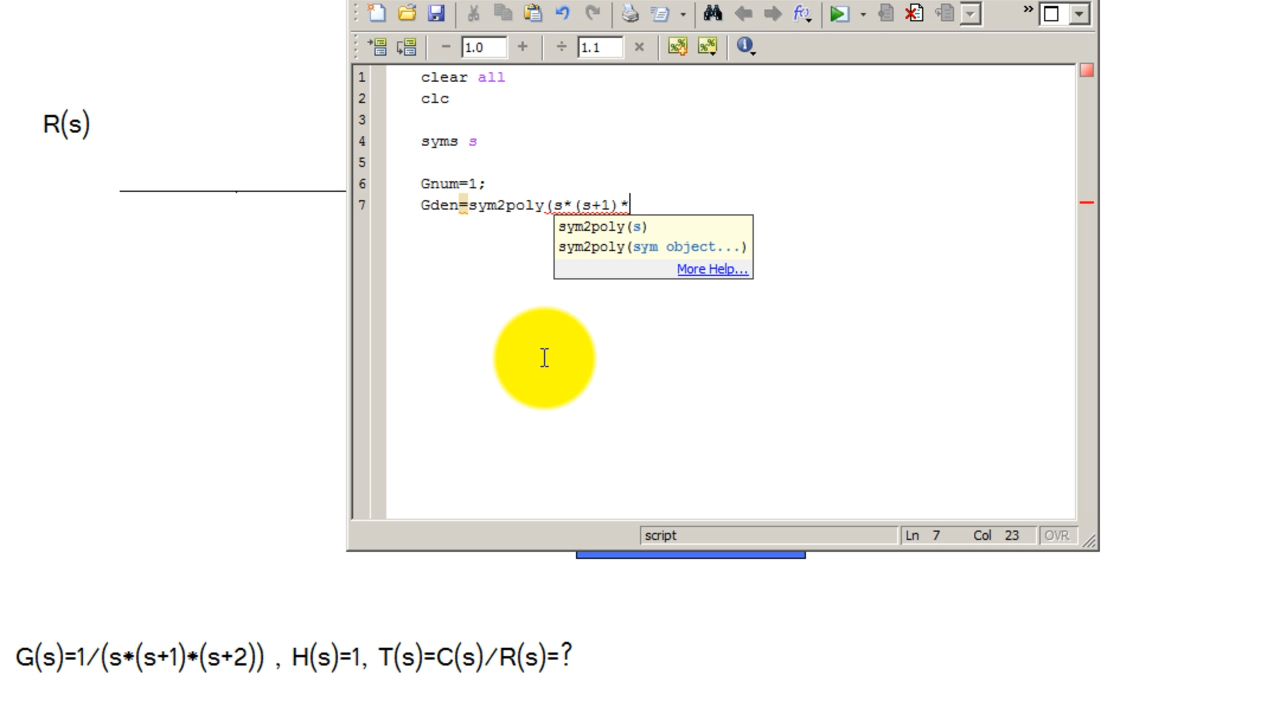 1.0
1.1
R(s)
1 clear all
2 clc
3
4 syms s
5
6 Gnum=1;
7 Gden=sym2poly(s*(s+1)*
sym2poly(s)
sym2poly(sym object...)
More Help...
script Ln 7 Col 23 OVR
G(s)=1/(s*(s+1)*(s+2)) , H(s)=1, T(s)=C(s)/R(s)=?